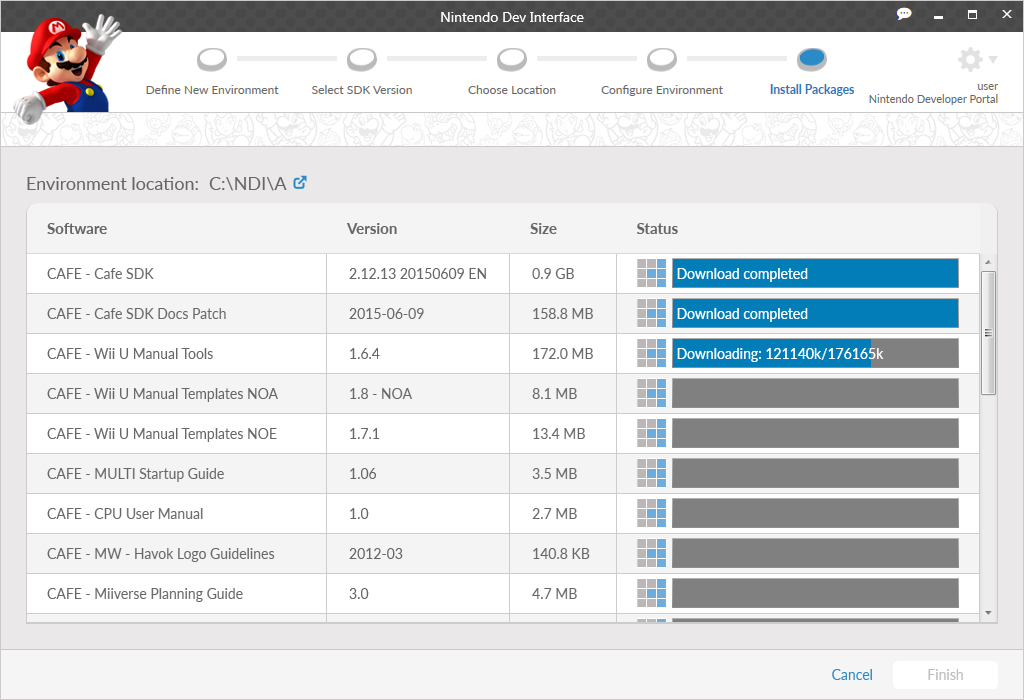 Nintendo Dev Interface
Define New Environment
Select SDK Version
Choose Location
Configure Environment
Install Packages
user
Nintendo Developer Portal
Environment location: C:\NDI\A
Software Version Size Status
CAFE - Cafe SDK 2.12.13 20150609 EN 0.9 GB Download completed
CAFE - Cafe SDK Docs Patch 2015-06-09 158.8 MB Download completed
CAFE - Wii U Manual Tools 1.6.4 172.0 MB Downloading: 121140k/176165k
CAFE - Wii U Manual Templates NOA 1.8 - NOA 8.1 MB
CAFE - Wii U Manual Templates NOE 1.7.1 13.4 MB
CAFE - MULTI Startup Guide 1.06 3.5 MB
CAFE - CPU User Manual 1.0 2.7 MB
CAFE - MW - Havok Logo Guidelines 2012-03 140.8 KB
CAFE - Miiverse Planning Guide 3.0 4.7 MB
Cancel Finish